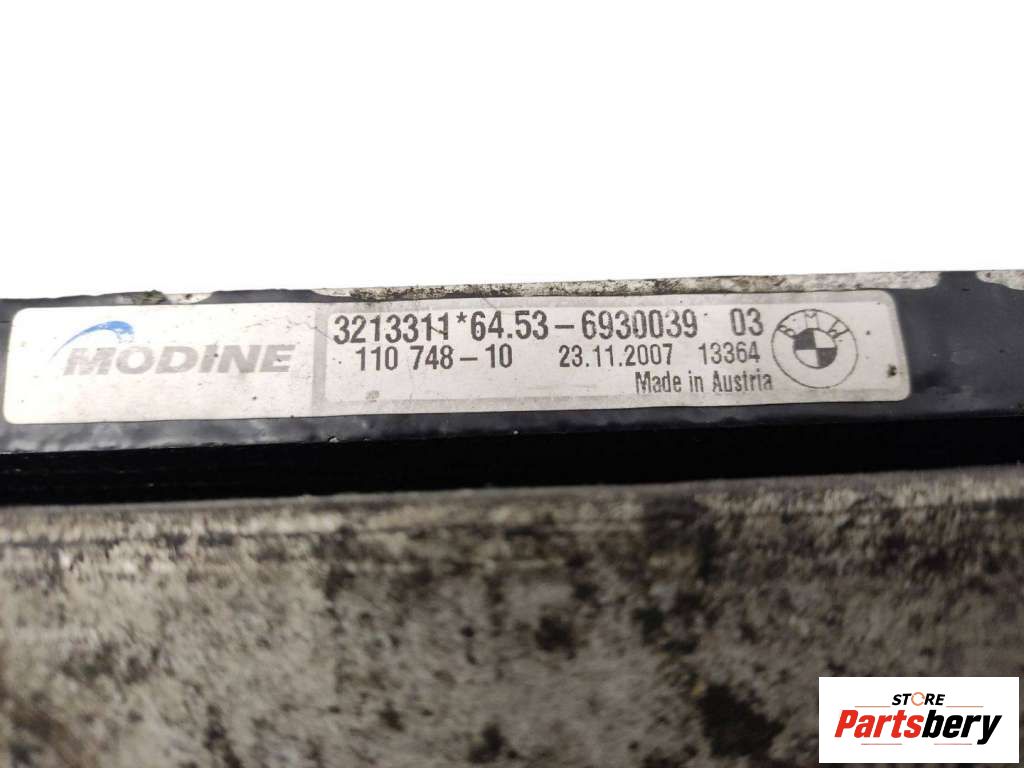 MODINE
3213311*64.53-6930039 03
110 748-10 23.11.2007 13364
Made in Austria
BMW
STORE
Partsbery